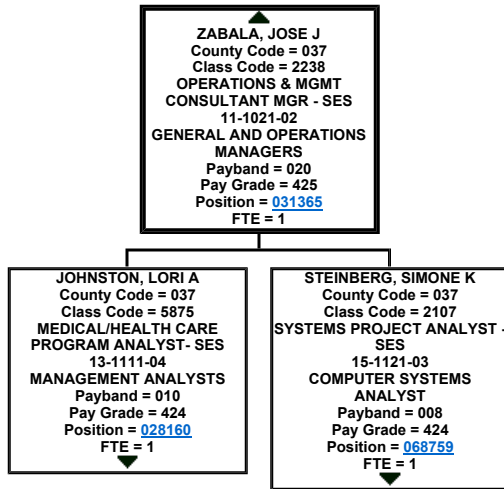 ZABALA, JOSE J
County Code = 037
Class Code = 2238
OPERATIONS & MGMT
CONSULTANT MGR - SES
11-1021-02
GENERAL AND OPERATIONS
MANAGERS
Payband = 020
Pay Grade = 425
Position = 031365
FTE = 1
JOHNSTON, LORI A
County Code = 037
Class Code = 5875
MEDICAL/HEALTH CARE
PROGRAM ANALYST- SES
13-1111-04
MANAGEMENT ANALYSTS
Payband = 010
Pay Grade = 424
Position = 028160
FTE = 1
STEINBERG, SIMONE K
County Code = 037
Class Code = 2107
SYSTEMS PROJECT ANALYST -
SES
15-1121-03
COMPUTER SYSTEMS
ANALYST
Payband = 008
Pay Grade = 424
Position = 068759
FTE = 1